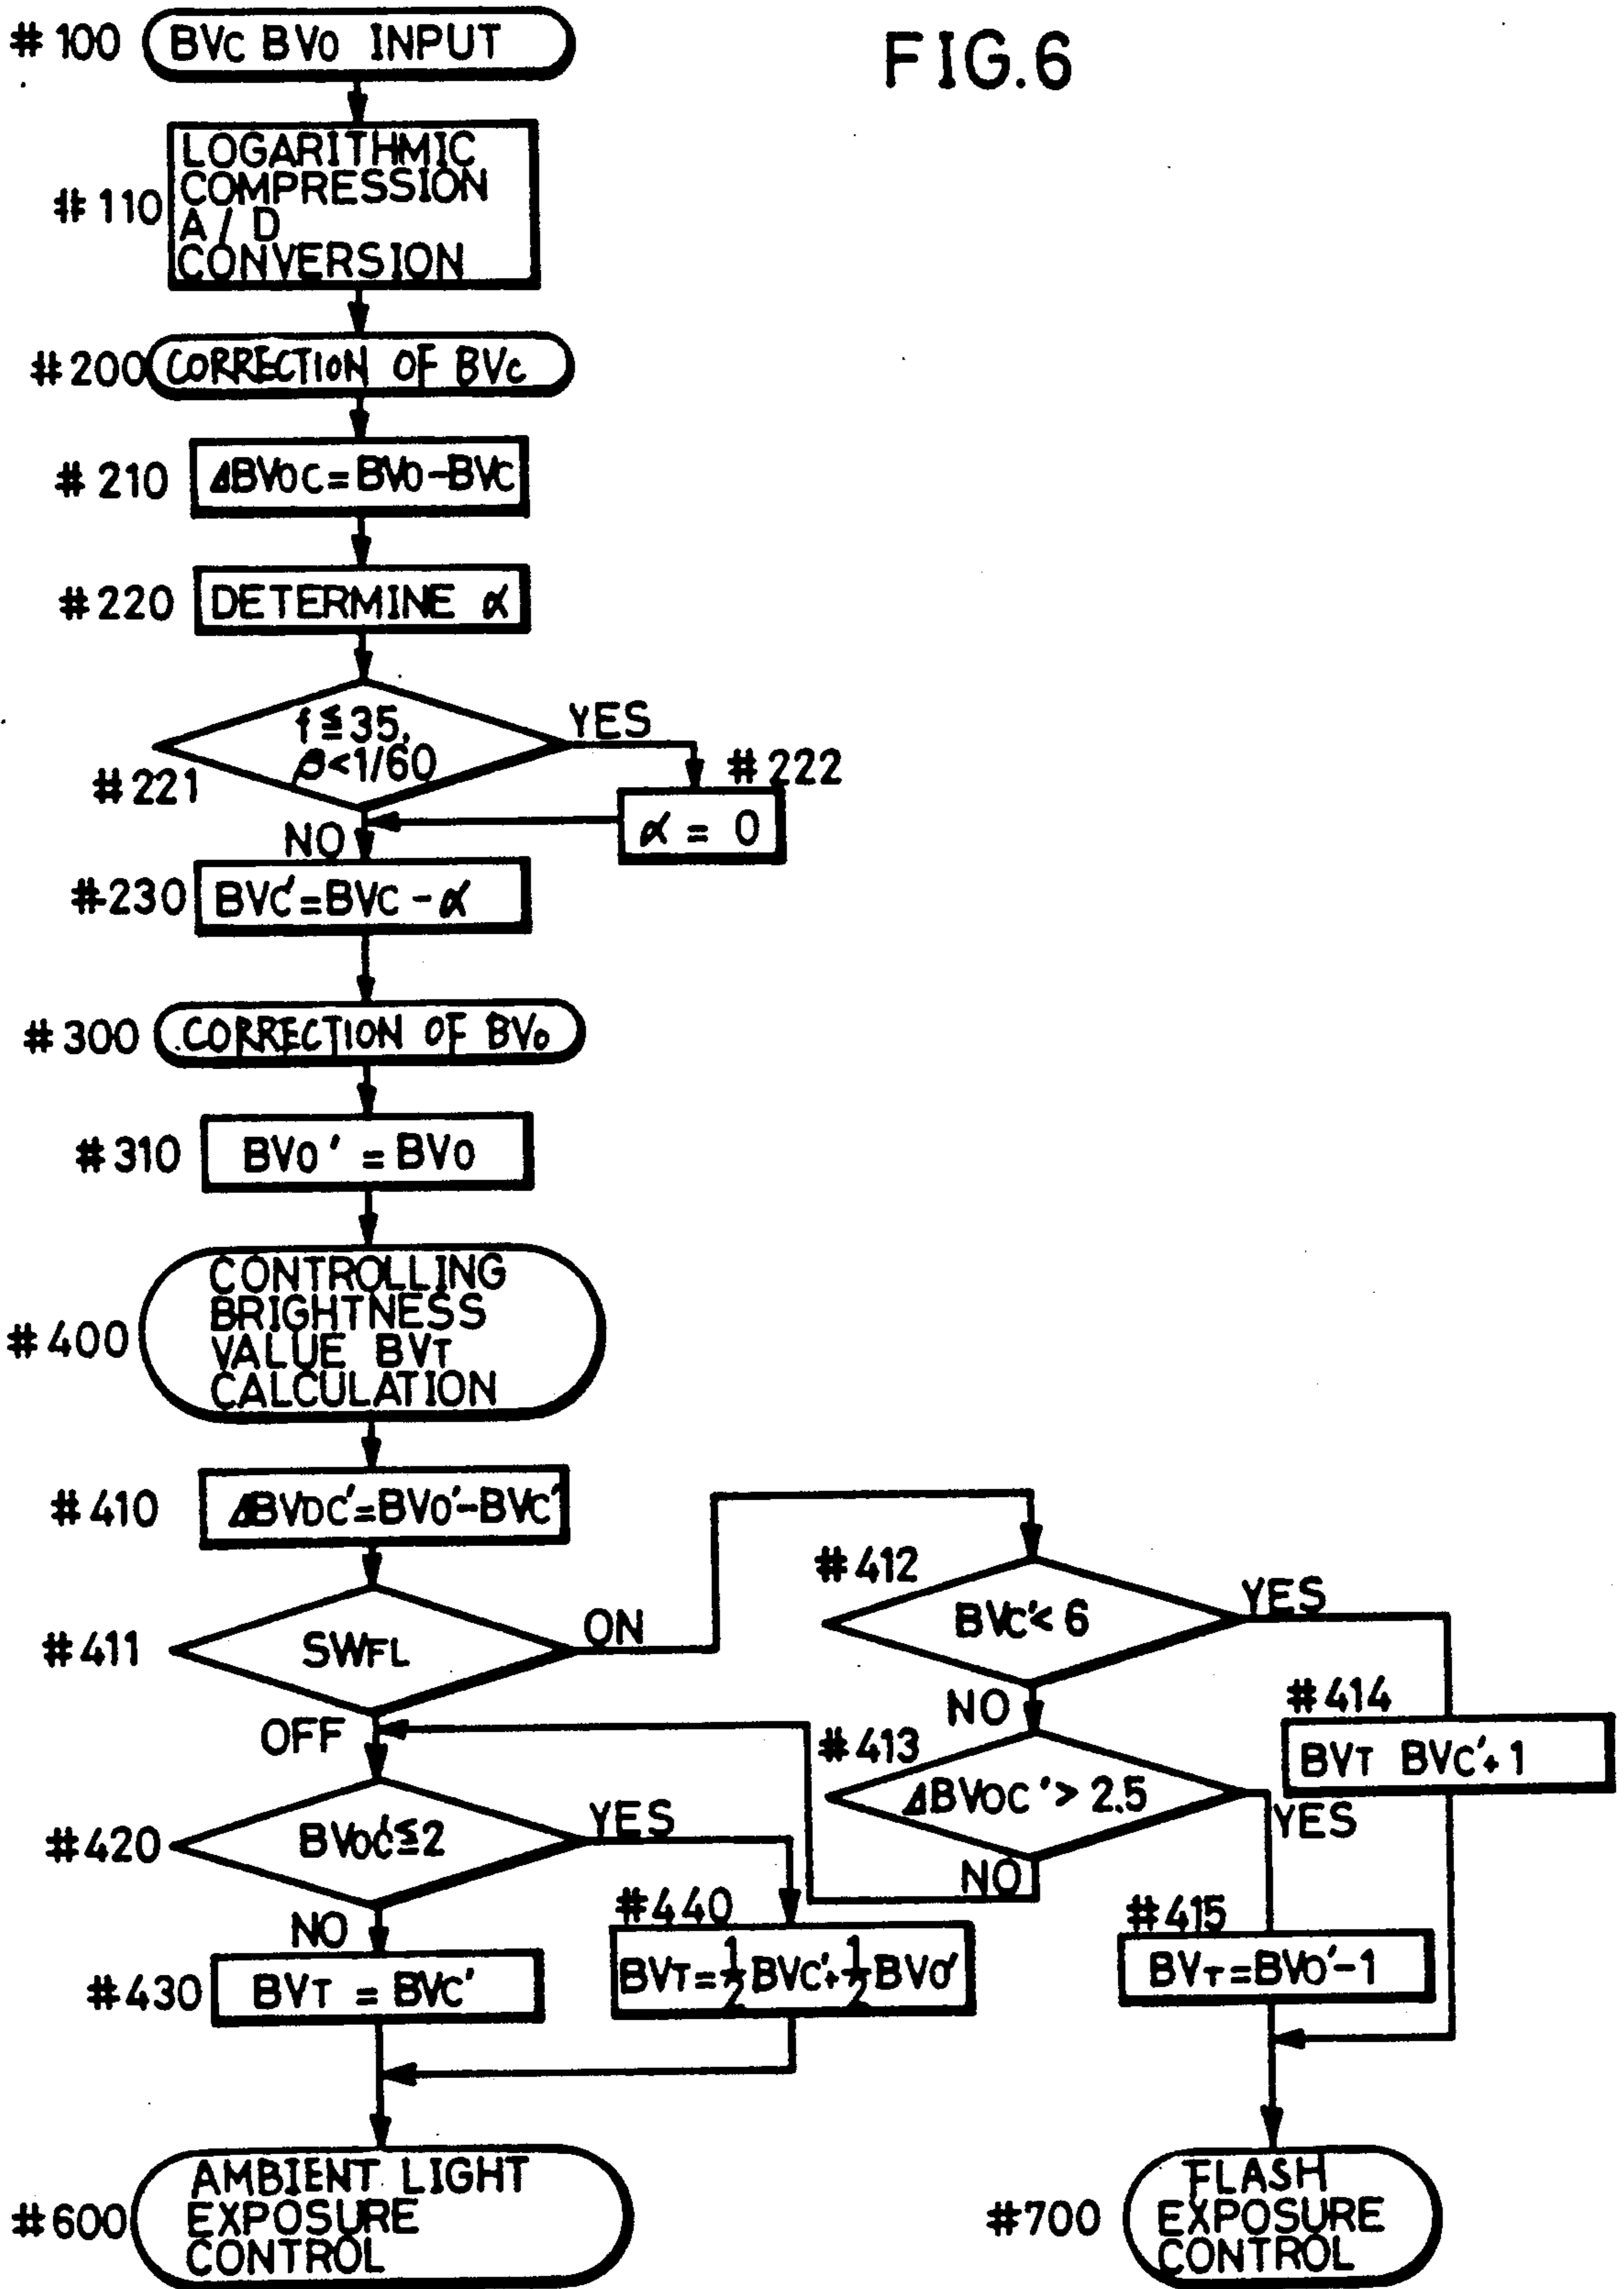 FIG.6
#100 BVC BVO INPUT
#110
LOGARITHMIC
COMPRESSION
A/D
CONVERSION
#200 CORRECTION OF BVC
#210 ΔBVOC=BVO-BVC
#220 DETERMINE α
#221
f≦35,
β<1/60
YES
NO
#222
α = 0
#230 BVC'=BVC-α
#300 CORRECTION OF BVO
#310 BVO' = BVO
#400
CONTROLLING
BRIGHTNESS
VALUE BVT
CALCULATION
#410 ΔBVOC'=BVO'-BVC'
#411 SWFL
ON
OFF
#412
BVC'<6
YES
NO
#413
ΔBVOC'>2.5
YES
NO
#414
BVT BVC'+1
#415
BVT=BVO'-1
#420 BVOC'≦2
YES
NO
#430 BVT = BVC'
#440
BVT=1/2BVC'+1/2BVO'
#600
AMBIENT LIGHT
EXPOSURE
CONTROL
#700
FLASH
EXPOSURE
CONTROL